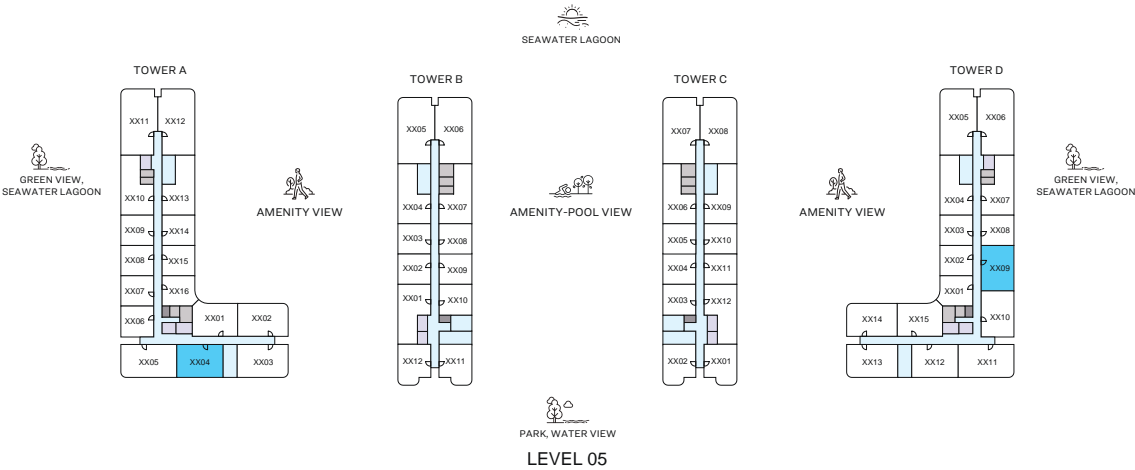 SEAWATER LAGOON
TOWER A
TOWER B
TOWER C
TOWER D
XX11
XX12
XX10
XX13
XX09
XX14
XX08
XX15
XX07
XX16
XX06
XX01
XX02
XX05
XX04
XX03
XX05
XX06
XX04
XX07
XX03
XX08
XX02
XX09
XX01
XX10
XX12
XX11
XX07
XX08
XX06
XX09
XX05
XX10
XX04
XX11
XX03
XX12
XX02
XX01
XX05
XX06
XX04
XX07
XX03
XX08
XX02
XX09
XX01
XX10
XX14
XX15
XX13
XX12
XX11
GREEN VIEW,
SEAWATER LAGOON
AMENITY VIEW
AMENITY-POOL VIEW
AMENITY VIEW
GREEN VIEW,
SEAWATER LAGOON
PARK, WATER VIEW
LEVEL 05